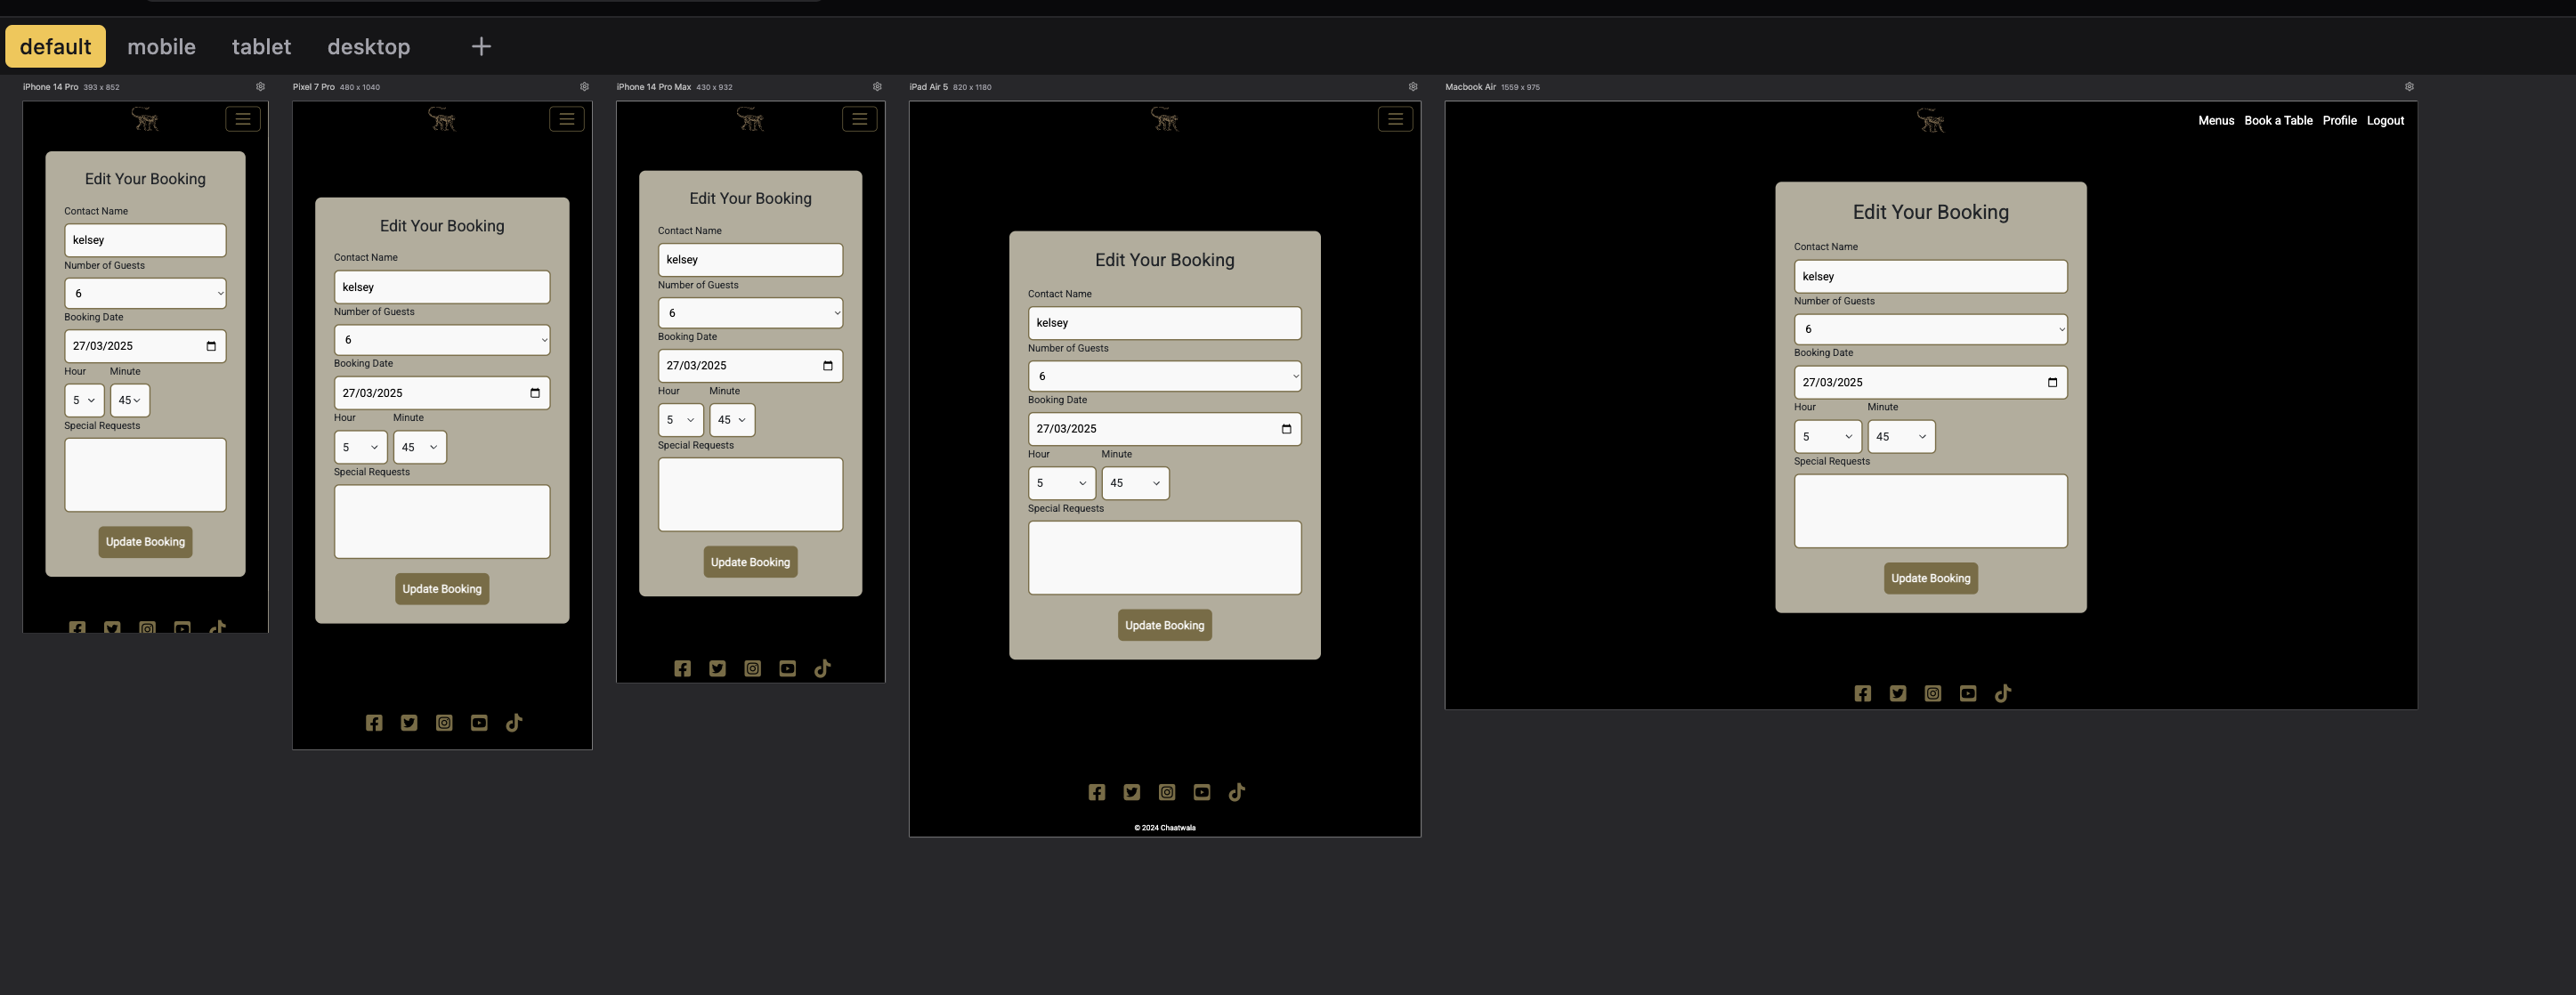 default mobile tablet desktop
iPhone 14 Pro 393 x 852
Edit Your Booking
Contact Name
kelsey
Number of Guests
6
Booking Date
27/03/2025
Hour Minute
5 45
Special Requests
Update Booking
Pixel 7 Pro 480 x 1040
Edit Your Booking
Contact Name
kelsey
Number of Guests
6
Booking Date
27/03/2025
Hour Minute
5 45
Special Requests
Update Booking
iPhone 14 Pro Max 430 x 932
Edit Your Booking
Contact Name
kelsey
Number of Guests
6
Booking Date
27/03/2025
Hour Minute
5 45
Special Requests
Update Booking
iPad Air 5 820 x 1180
Edit Your Booking
Contact Name
kelsey
Number of Guests
6
Booking Date
27/03/2025
Hour Minute
5 45
Special Requests
Update Booking
© 2024 Chaatwala
Macbook Air 1559 x 975
Menus Book a Table Profile Logout
Edit Your Booking
Contact Name
kelsey
Number of Guests
6
Booking Date
27/03/2025
Hour Minute
5 45
Special Requests
Update Booking